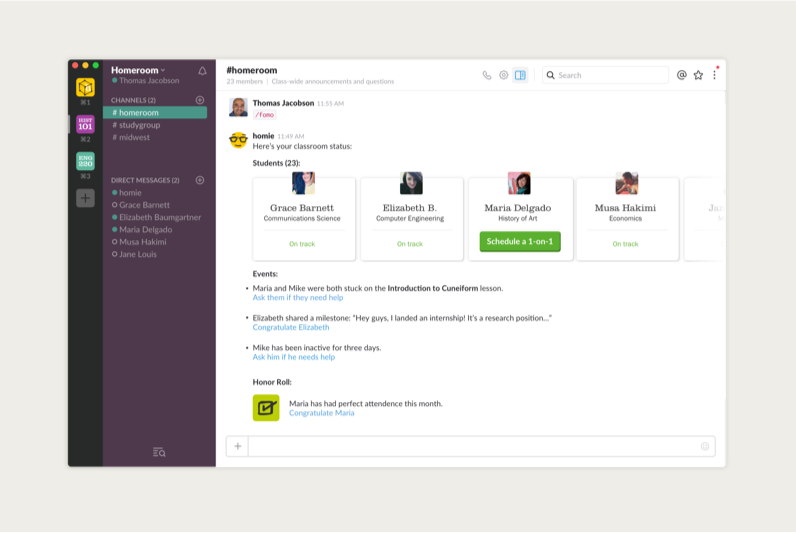 Homeroom
Thomas Jacobson
CHANNELS (2)
# homeroom
# studygroup
# midwest
DIRECT MESSAGES (2)
homie
Grace Barnett
Elizabeth Baumgartner
Maria Delgado
Musa Hakimi
Jane Louis
⌘1
HIST
101
⌘2
ENG
220
⌘3
#homeroom
23 members | Class-wide announcements and questions
Search
Thomas Jacobson 11:55 AM
/fomo
homie 11:49 AM
Here's your classroom status:
Students (23):
Grace Barnett
Communications Science
On track
Elizabeth B.
Computer Engineering
On track
Maria Delgado
History of Art
Schedule a 1-on-1
Musa Hakimi
Economics
On track
Events:
• Maria and Mike were both stuck on the Introduction to Cuneiform lesson.
Ask them if they need help
• Elizabeth shared a milestone: “Hey guys, I landed an internship! It's a research position...”
Congratulate Elizabeth
• Mike has been inactive for three days.
Ask him if he needs help
Honor Roll:
Maria has had perfect attendence this month.
Congratulate Maria